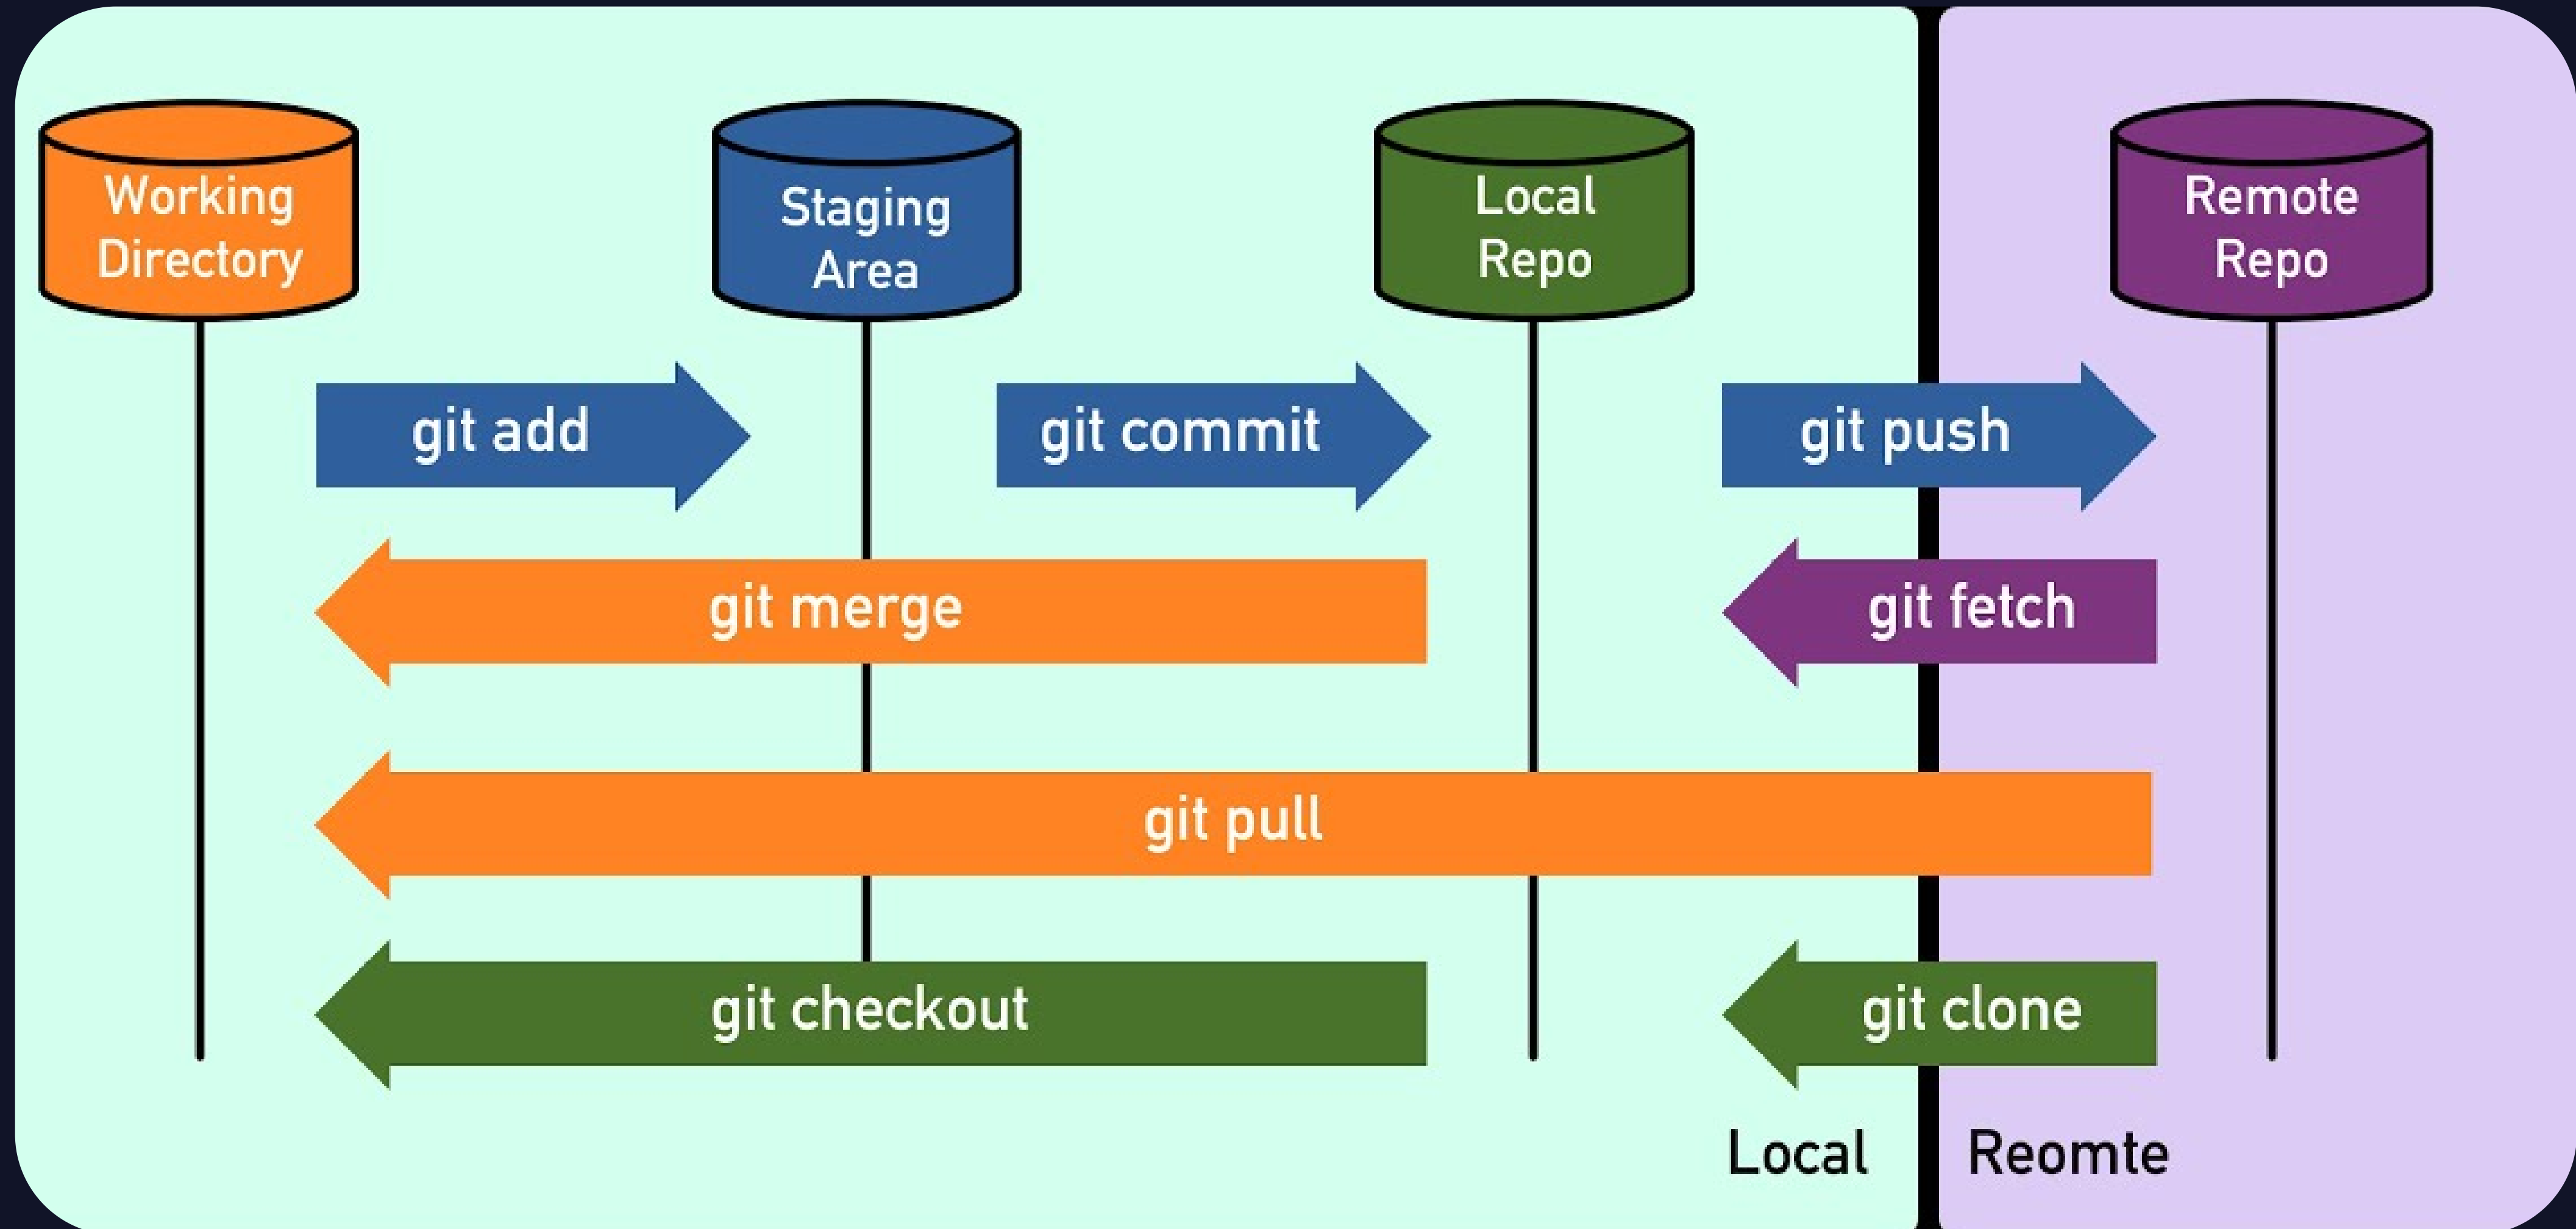 Working
Directory
Staging
Area
Local
Repo
Remote
Repo
git add
git commit
git push
git merge
git fetch
git pull
git checkout
git clone
Local
Reomte